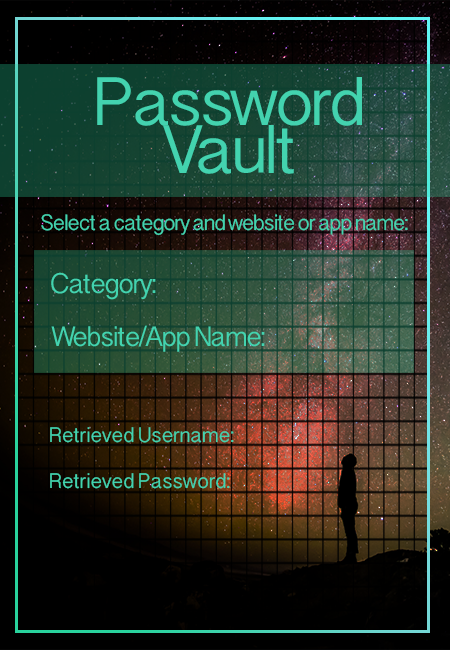 Password
Vault
Select a category and website or app name:
Category:
Website/App Name:
Retrieved Username:
Retrieved Password: